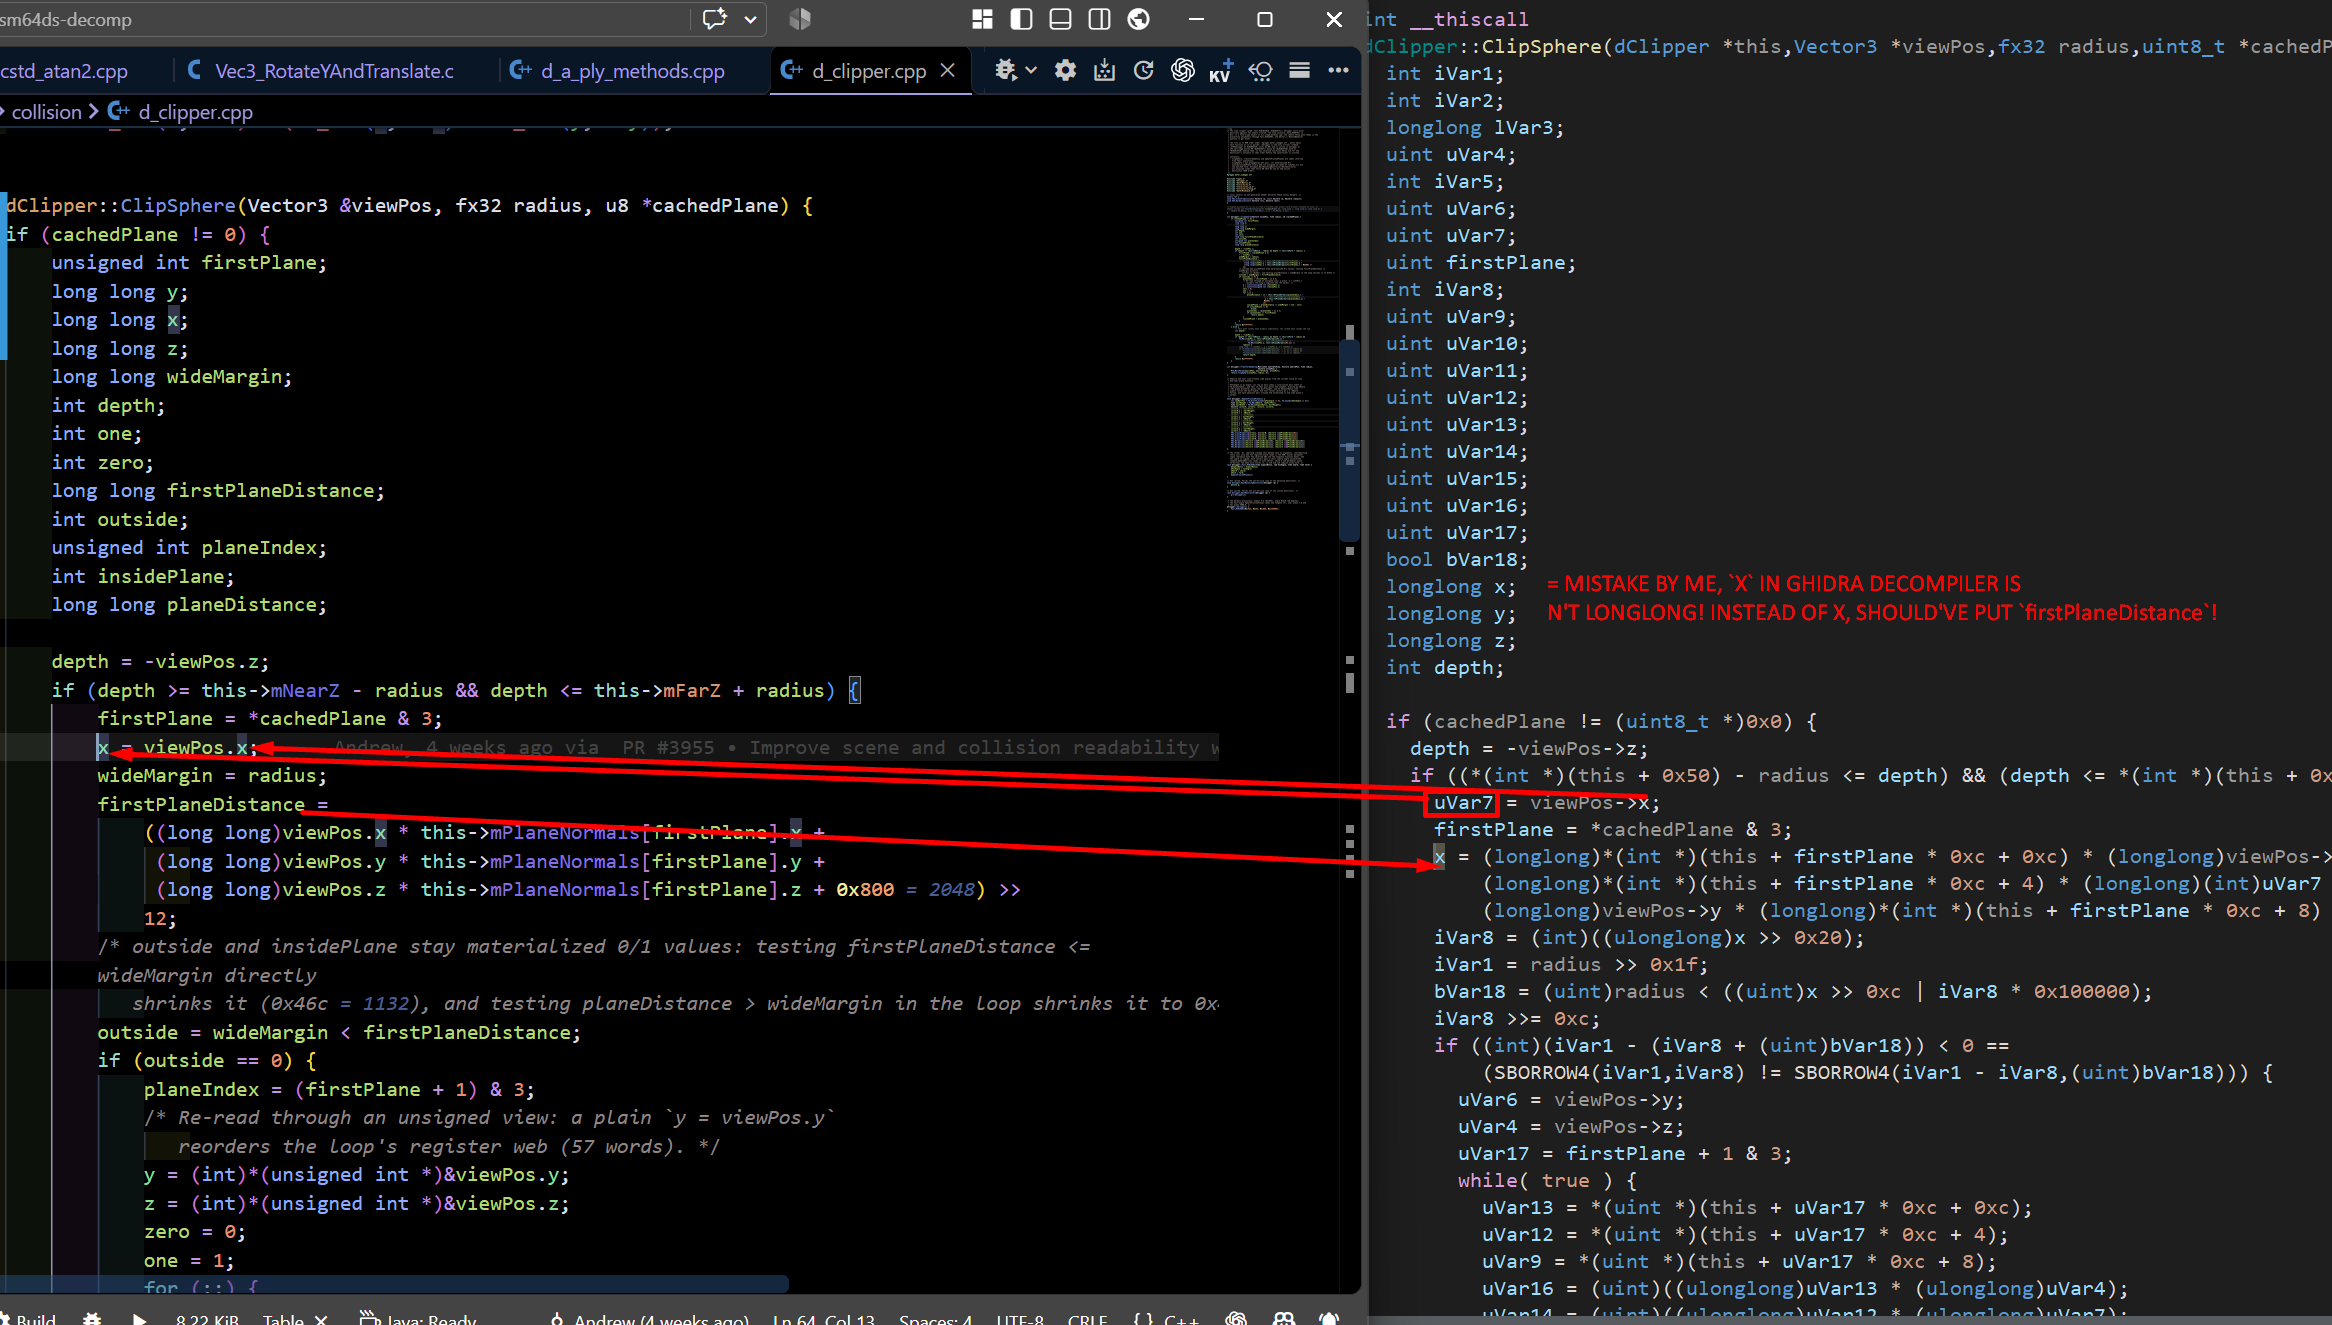 sm64ds-decomp
cstd_atan2.cpp
Vec3_RotateYAndTranslate.c
d_a_ply_methods.cpp
d_clipper.cpp
collision > d_clipper.cpp
dClipper::ClipSphere(Vector3 &viewPos, fx32 radius, u8 *cachedPlane) {
if (cachedPlane != 0) {
unsigned int firstPlane;
long long y;
long long x;
long long z;
long long wideMargin;
int depth;
int one;
int zero;
long long firstPlaneDistance;
int outside;
unsigned int planeIndex;
int insidePlane;
long long planeDistance;
depth = -viewPos.z;
if (depth >= this->mNearZ - radius && depth <= this->mFarZ + radius) {
firstPlane = *cachedPlane & 3;
x = viewPos.x; Andrew, 4 weeks ago via PR #3955 • Improve scene and collision readability w
wideMargin = radius;
firstPlaneDistance =
((long long)viewPos.x * this->mPlaneNormals[firstPlane].x +
(long long)viewPos.y * this->mPlaneNormals[firstPlane].y +
(long long)viewPos.z * this->mPlaneNormals[firstPlane].z + 0x800 = 2048) >>
12;
/* outside and insidePlane stay materialized 0/1 values: testing firstPlaneDistance <=
wideMargin directly
shrinks it (0x46c = 1132), and testing planeDistance > wideMargin in the loop shrinks it to 0x
outside = wideMargin < firstPlaneDistance;
if (outside == 0) {
planeIndex = (firstPlane + 1) & 3;
/* Re-read through an unsigned view: a plain `y = viewPos.y`
reorders the loop's register web (57 words). */
y = (int)*(unsigned int *)&viewPos.y;
z = (int)*(unsigned int *)&viewPos.z;
zero = 0;
one = 1;
for (;;) {
Build
8.22 KiB
Table
Java: Ready
Andrew (4 weeks ago)
Ln 64, Col 13
Spaces: 4
UTF-8
CRLF
{ } C++
int __thiscall
dClipper::ClipSphere(dClipper *this,Vector3 *viewPos,fx32 radius,uint8_t *cachedP
int iVar1;
int iVar2;
longlong lVar3;
uint uVar4;
int iVar5;
uint uVar6;
uint uVar7;
uint firstPlane;
int iVar8;
uint uVar9;
uint uVar10;
uint uVar11;
uint uVar12;
uint uVar13;
uint uVar14;
uint uVar15;
uint uVar16;
uint uVar17;
bool bVar18;
longlong x; = MISTAKE BY ME, `X` IN GHIDRA DECOMPILER IS
longlong y; N'T LONGLONG! INSTEAD OF X, SHOULD'VE PUT `firstPlaneDistance`!
longlong z;
int depth;
if (cachedPlane != (uint8_t *)0x0) {
depth = -viewPos->z;
if ((*(int *)(this + 0x50) - radius <= depth) && (depth <= *(int *)(this + 0x
uVar7 = viewPos->x;
firstPlane = *cachedPlane & 3;
x = (longlong)*(int *)(this + firstPlane * 0xc + 0xc) * (longlong)viewPos->
(longlong)*(int *)(this + firstPlane * 0xc + 4) * (longlong)(int)uVar7
(longlong)viewPos->y * (longlong)*(int *)(this + firstPlane * 0xc + 8)
iVar8 = (int)((ulonglong)x >> 0x20);
iVar1 = radius >> 0x1f;
bVar18 = (uint)radius < ((uint)x >> 0xc | iVar8 * 0x100000);
iVar8 >>= 0xc;
if ((int)(iVar1 - (iVar8 + (uint)bVar18)) < 0 ==
(SBORROW4(iVar1,iVar8) != SBORROW4(iVar1 - iVar8,(uint)bVar18))) {
uVar6 = viewPos->y;
uVar4 = viewPos->z;
uVar17 = firstPlane + 1 & 3;
while( true ) {
uVar13 = *(uint *)(this + uVar17 * 0xc + 0xc);
uVar12 = *(uint *)(this + uVar17 * 0xc + 4);
uVar9 = *(uint *)(this + uVar17 * 0xc + 8);
uVar16 = (uint)((ulonglong)uVar13 * (ulonglong)uVar4);
uVar14 = (uint)((ulonglong)uVar12 * (ulonglong)uVar7);